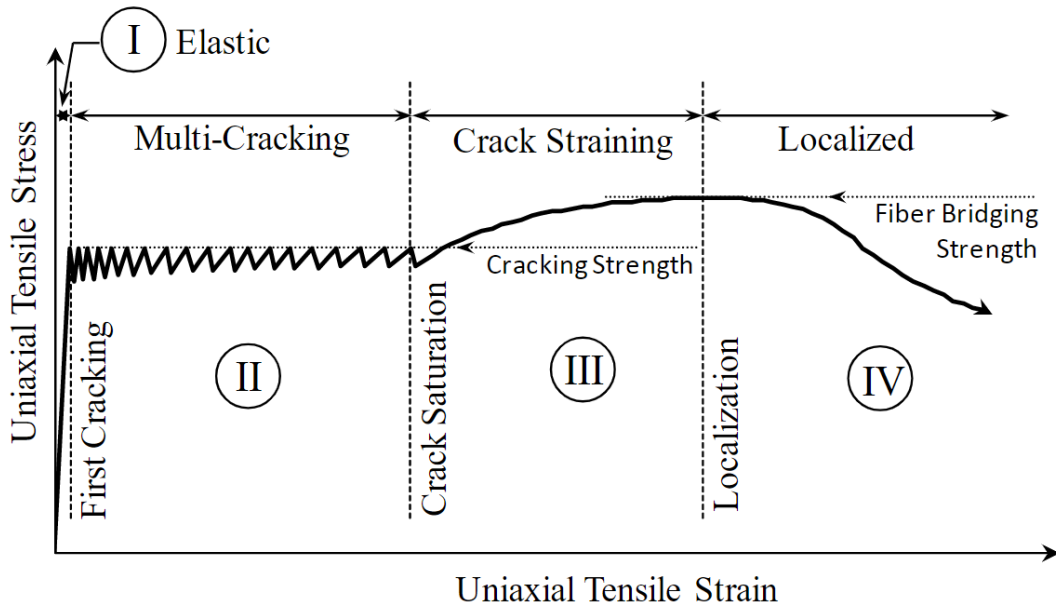 I Elastic
Multi-Cracking
Crack Straining
Localized
Fiber Bridging
Strength
Cracking Strength
Uniaxial Tensile Stress
First Cracking
II
Crack Saturation
III
Localization
IV
Uniaxial Tensile Strain